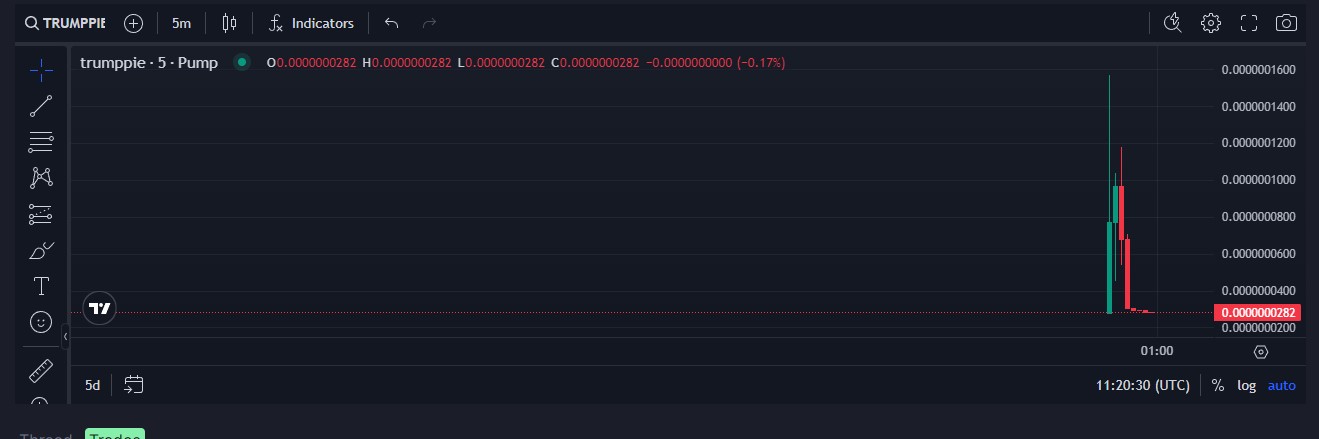 TRUMPPIE 5m Indicators
trumppie · 5 · Pump O0.0000000282 H0.0000000282 L0.0000000282 C0.0000000282 −0.0000000000 (−0.17%)
0.0000001600
0.0000001400
0.0000001200
0.0000001000
0.0000000800
0.0000000600
0.0000000400
0.0000000282
0.0000000200
01:00
5d 11:20:30 (UTC) % log auto
Thread Trades